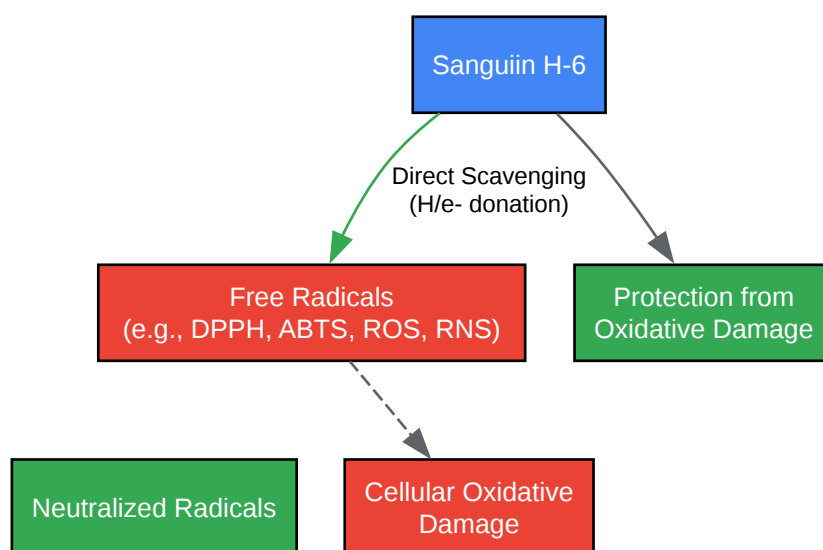 Sanguiin H-6
Direct Scavenging
(H/e- donation)
Free Radicals
(e.g., DPPH, ABTS, ROS, RNS)
Protection from
Oxidative Damage
Neutralized Radicals
Cellular Oxidative
Damage